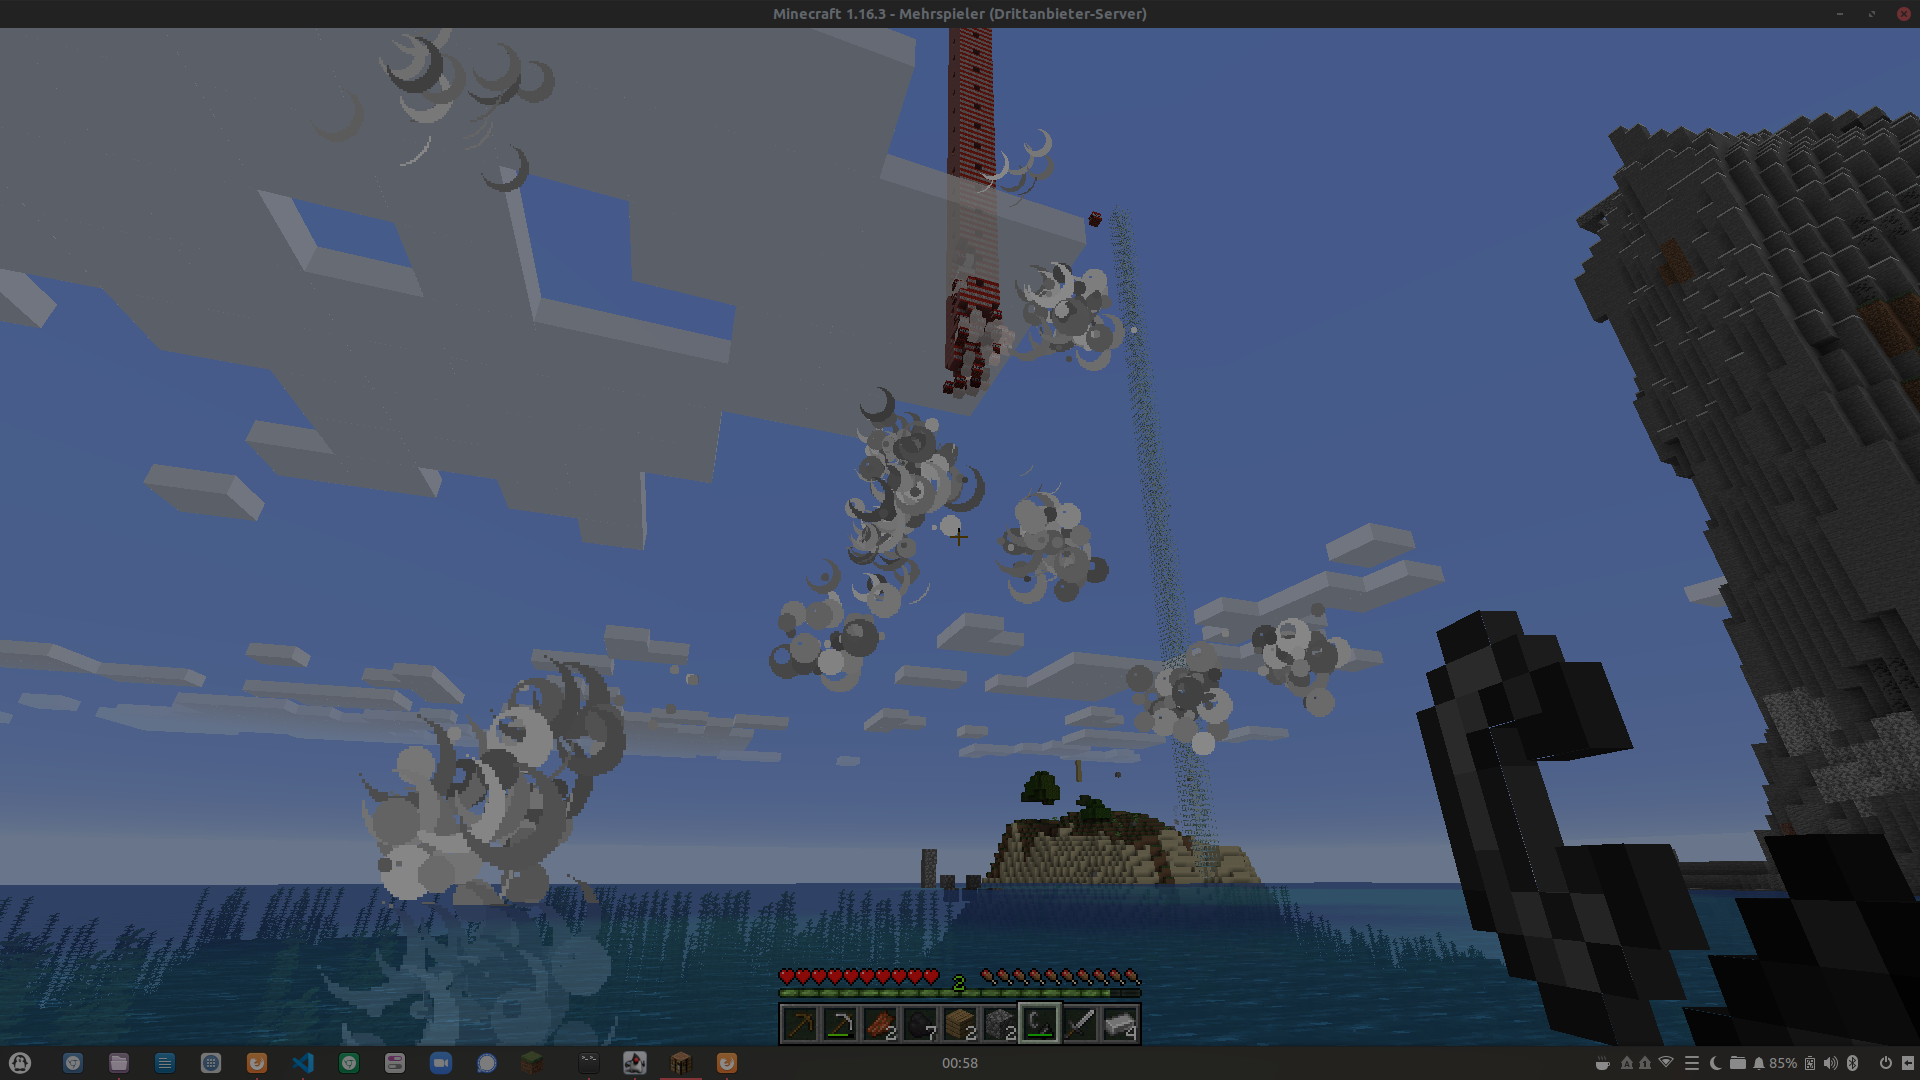 Minecraft 1.16.3 - Mehrspieler (Drittanbieter-Server)
2
2 7 2 2 4
00:58
85%